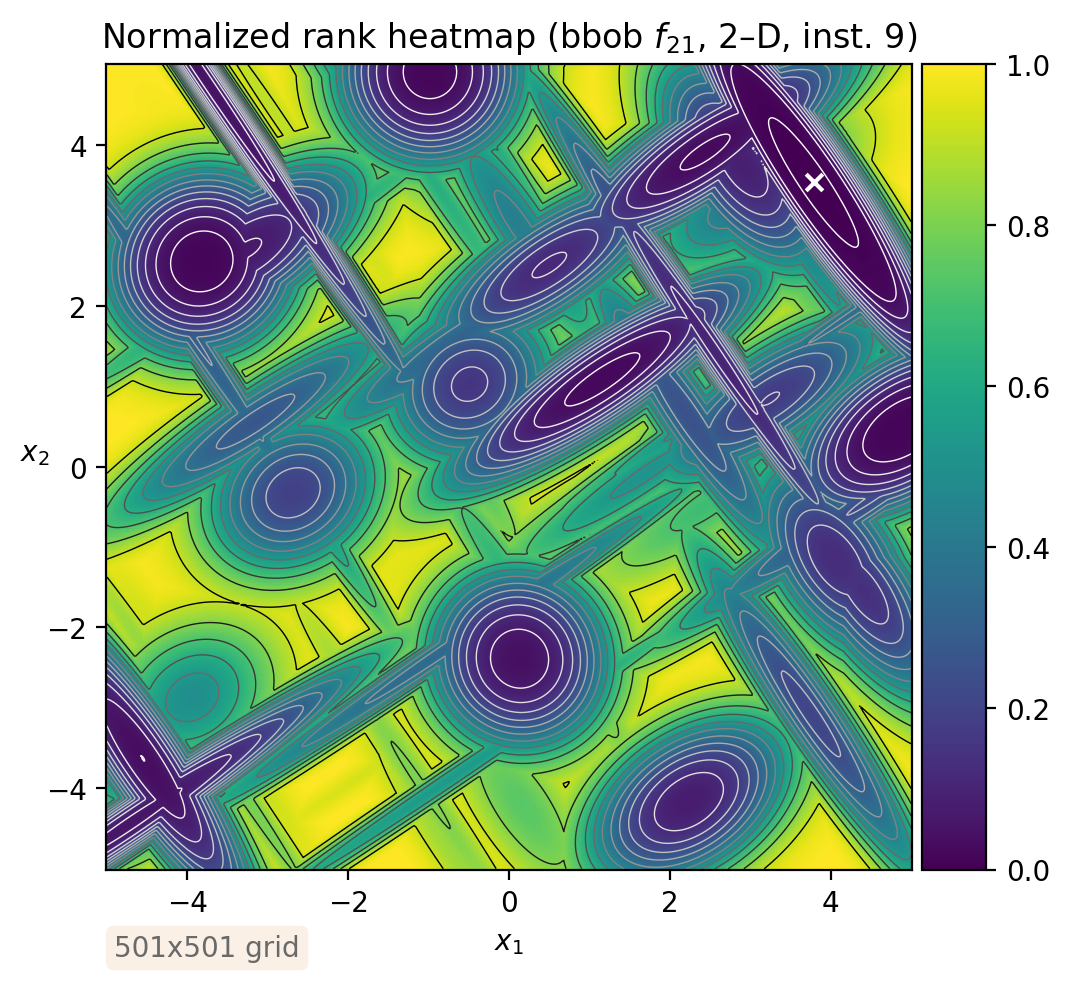 Normalized rank heatmap (bbob f₂₁, 2–D, inst. 9)
1.0
0.8
0.6
0.4
0.2
0.0
4
2
0
−2
−4
x₂
−4 −2 0 2 4
x₁
501x501 grid